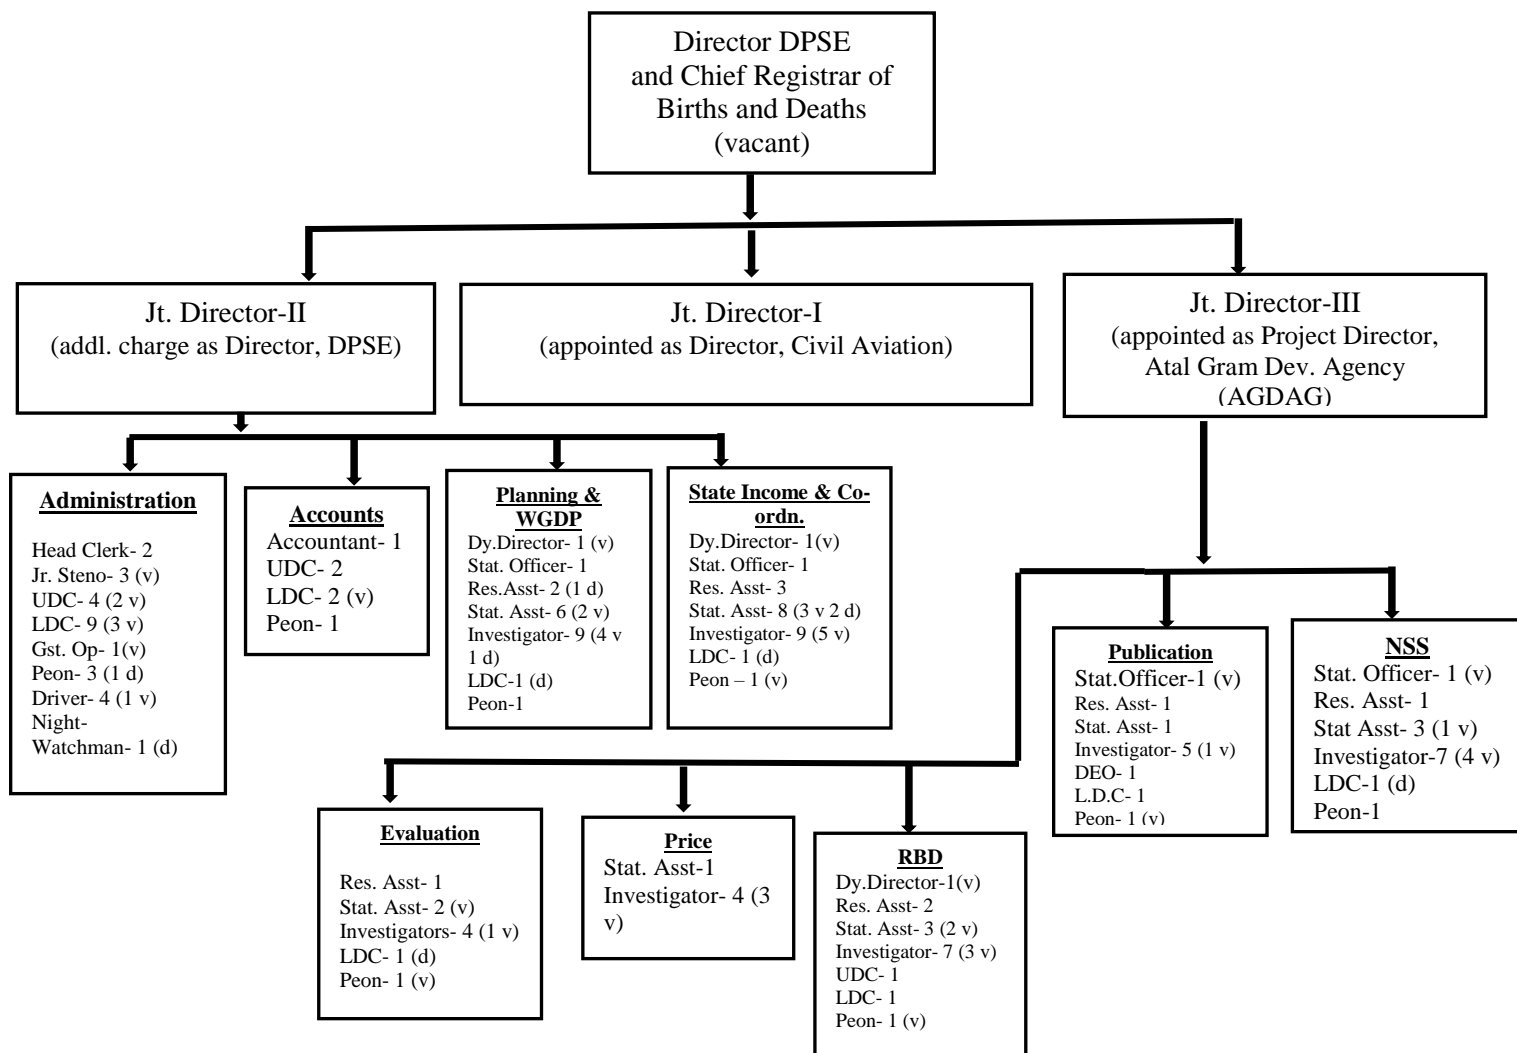 Director DPSE
and Chief Registrar of
Births and Deaths
(vacant)
Jt. Director-II
(addl. charge as Director, DPSE)
Jt. Director-I
(appointed as Director, Civil Aviation)
Jt. Director-III
(appointed as Project Director,
Atal Gram Dev. Agency
(AGDAG)
Administration
Head Clerk- 2
Jr. Steno- 3 (v)
UDC- 4 (2 v)
LDC- 9 (3 v)
Gst. Op- 1(v)
Peon- 3 (1 d)
Driver- 4 (1 v)
Night-
Watchman- 1 (d)
Accounts
Accountant- 1
UDC- 2
LDC- 2 (v)
Peon- 1
Planning &
WGDP
Dy.Director- 1 (v)
Stat. Officer- 1
Res.Asst- 2 (1 d)
Stat. Asst- 6 (2 v)
Investigator- 9 (4 v
1 d)
LDC-1 (d)
Peon-1
State Income & Co-
ordn.
Dy.Director- 1(v)
Stat. Officer- 1
Res. Asst- 3
Stat. Asst- 8 (3 v 2 d)
Investigator- 9 (5 v)
LDC- 1 (d)
Peon – 1 (v)
Publication
Stat.Officer-1 (v)
Res. Asst- 1
Stat. Asst- 1
Investigator- 5 (1 v)
DEO- 1
L.D.C- 1
Peon- 1 (v)
NSS
Stat. Officer- 1 (v)
Res. Asst- 1
Stat Asst- 3 (1 v)
Investigator-7 (4 v)
LDC-1 (d)
Peon-1
Evaluation
Res. Asst- 1
Stat. Asst- 2 (v)
Investigators- 4 (1 v)
LDC- 1 (d)
Peon- 1 (v)
Price
Stat. Asst-1
Investigator- 4 (3
v)
RBD
Dy.Director-1(v)
Res. Asst- 2
Stat. Asst- 3 (2 v)
Investigator- 7 (3 v)
UDC- 1
LDC- 1
Peon- 1 (v)